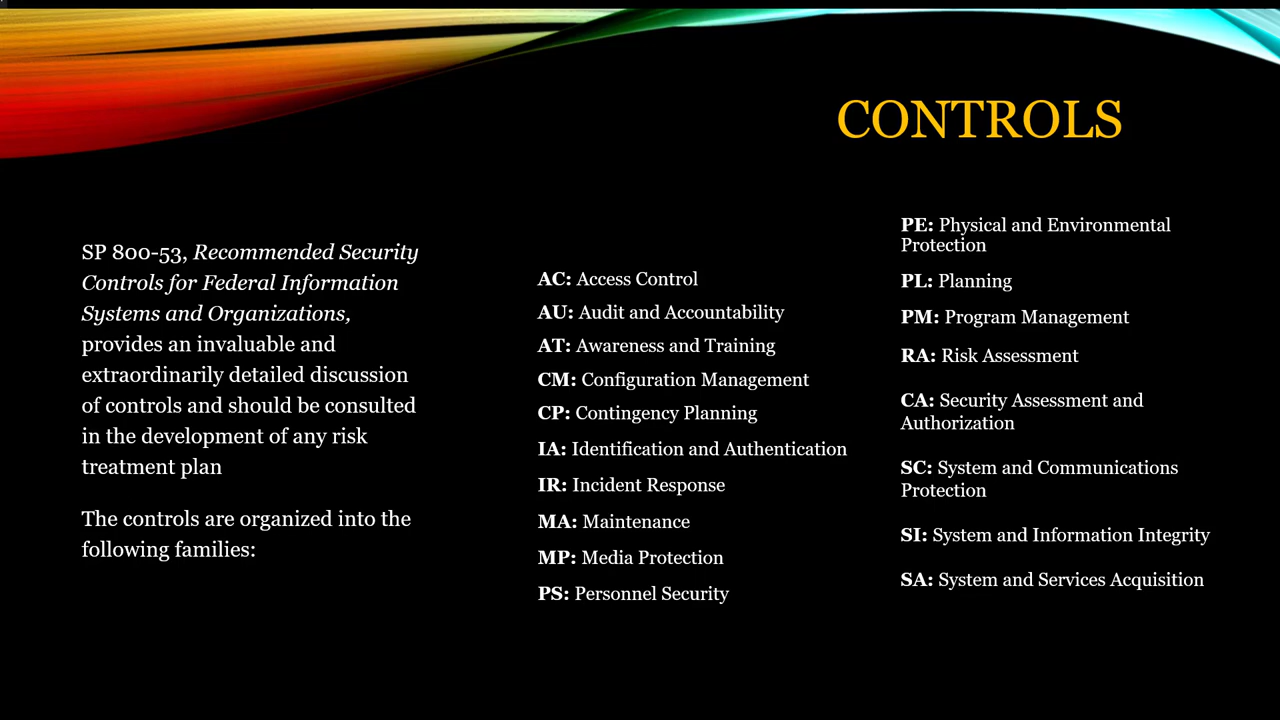 CONTROLS
SP 800-53, Recommended Security
Controls for Federal Information
Systems and Organizations,
provides an invaluable and
extraordinarily detailed discussion
of controls and should be consulted
in the development of any risk
treatment plan
The controls are organized into the
following families:
AC: Access Control
AU: Audit and Accountability
AT: Awareness and Training
CM: Configuration Management
CP: Contingency Planning
IA: Identification and Authentication
IR: Incident Response
MA: Maintenance
MP: Media Protection
PS: Personnel Security
PE: Physical and Environmental
Protection
PL: Planning
PM: Program Management
RA: Risk Assessment
CA: Security Assessment and
Authorization
SC: System and Communications
Protection
SI: System and Information Integrity
SA: System and Services Acquisition